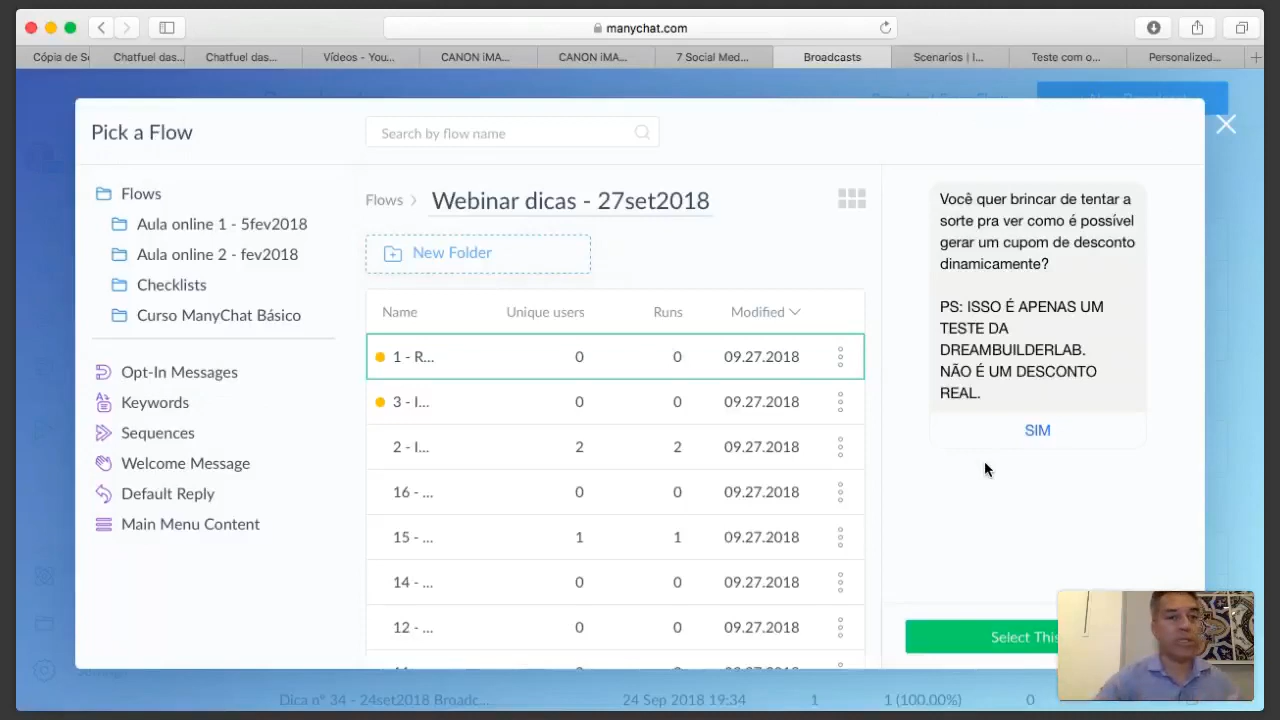 manychat.com
Cópia de Se
Chatfuel das...
Chatfuel das...
Vídeos - You...
CANON iMA...
CANON iMA...
7 Social Med...
Broadcasts
Scenarios | I...
Teste com o...
Personalized...
Pick a Flow
Search by flow name
Flows
Aula online 1 - 5fev2018
Aula online 2 - fev2018
Checklists
Curso ManyChat Básico
Opt-In Messages
Keywords
Sequences
Welcome Message
Default Reply
Main Menu Content
Flows > Webinar dicas - 27set2018
New Folder
Name Unique users Runs Modified
1 - R... 0 0 09.27.2018
3 - I... 0 0 09.27.2018
2 - I... 2 2 09.27.2018
16 - ... 0 0 09.27.2018
15 - ... 1 1 09.27.2018
14 - ... 0 0 09.27.2018
12 - ... 0 0 09.27.2018
Você quer brincar de tentar a
sorte pra ver como é possível
gerar um cupom de desconto
dinamicamente?
PS: ISSO É APENAS UM
TESTE DA
DREAMBUILDERLAB.
NÃO É UM DESCONTO
REAL.
SIM
Select This
Dica n° 34 - 24set2018 Broadc... 24 Sep 2018 19:34 1 1 (100.00%) 0